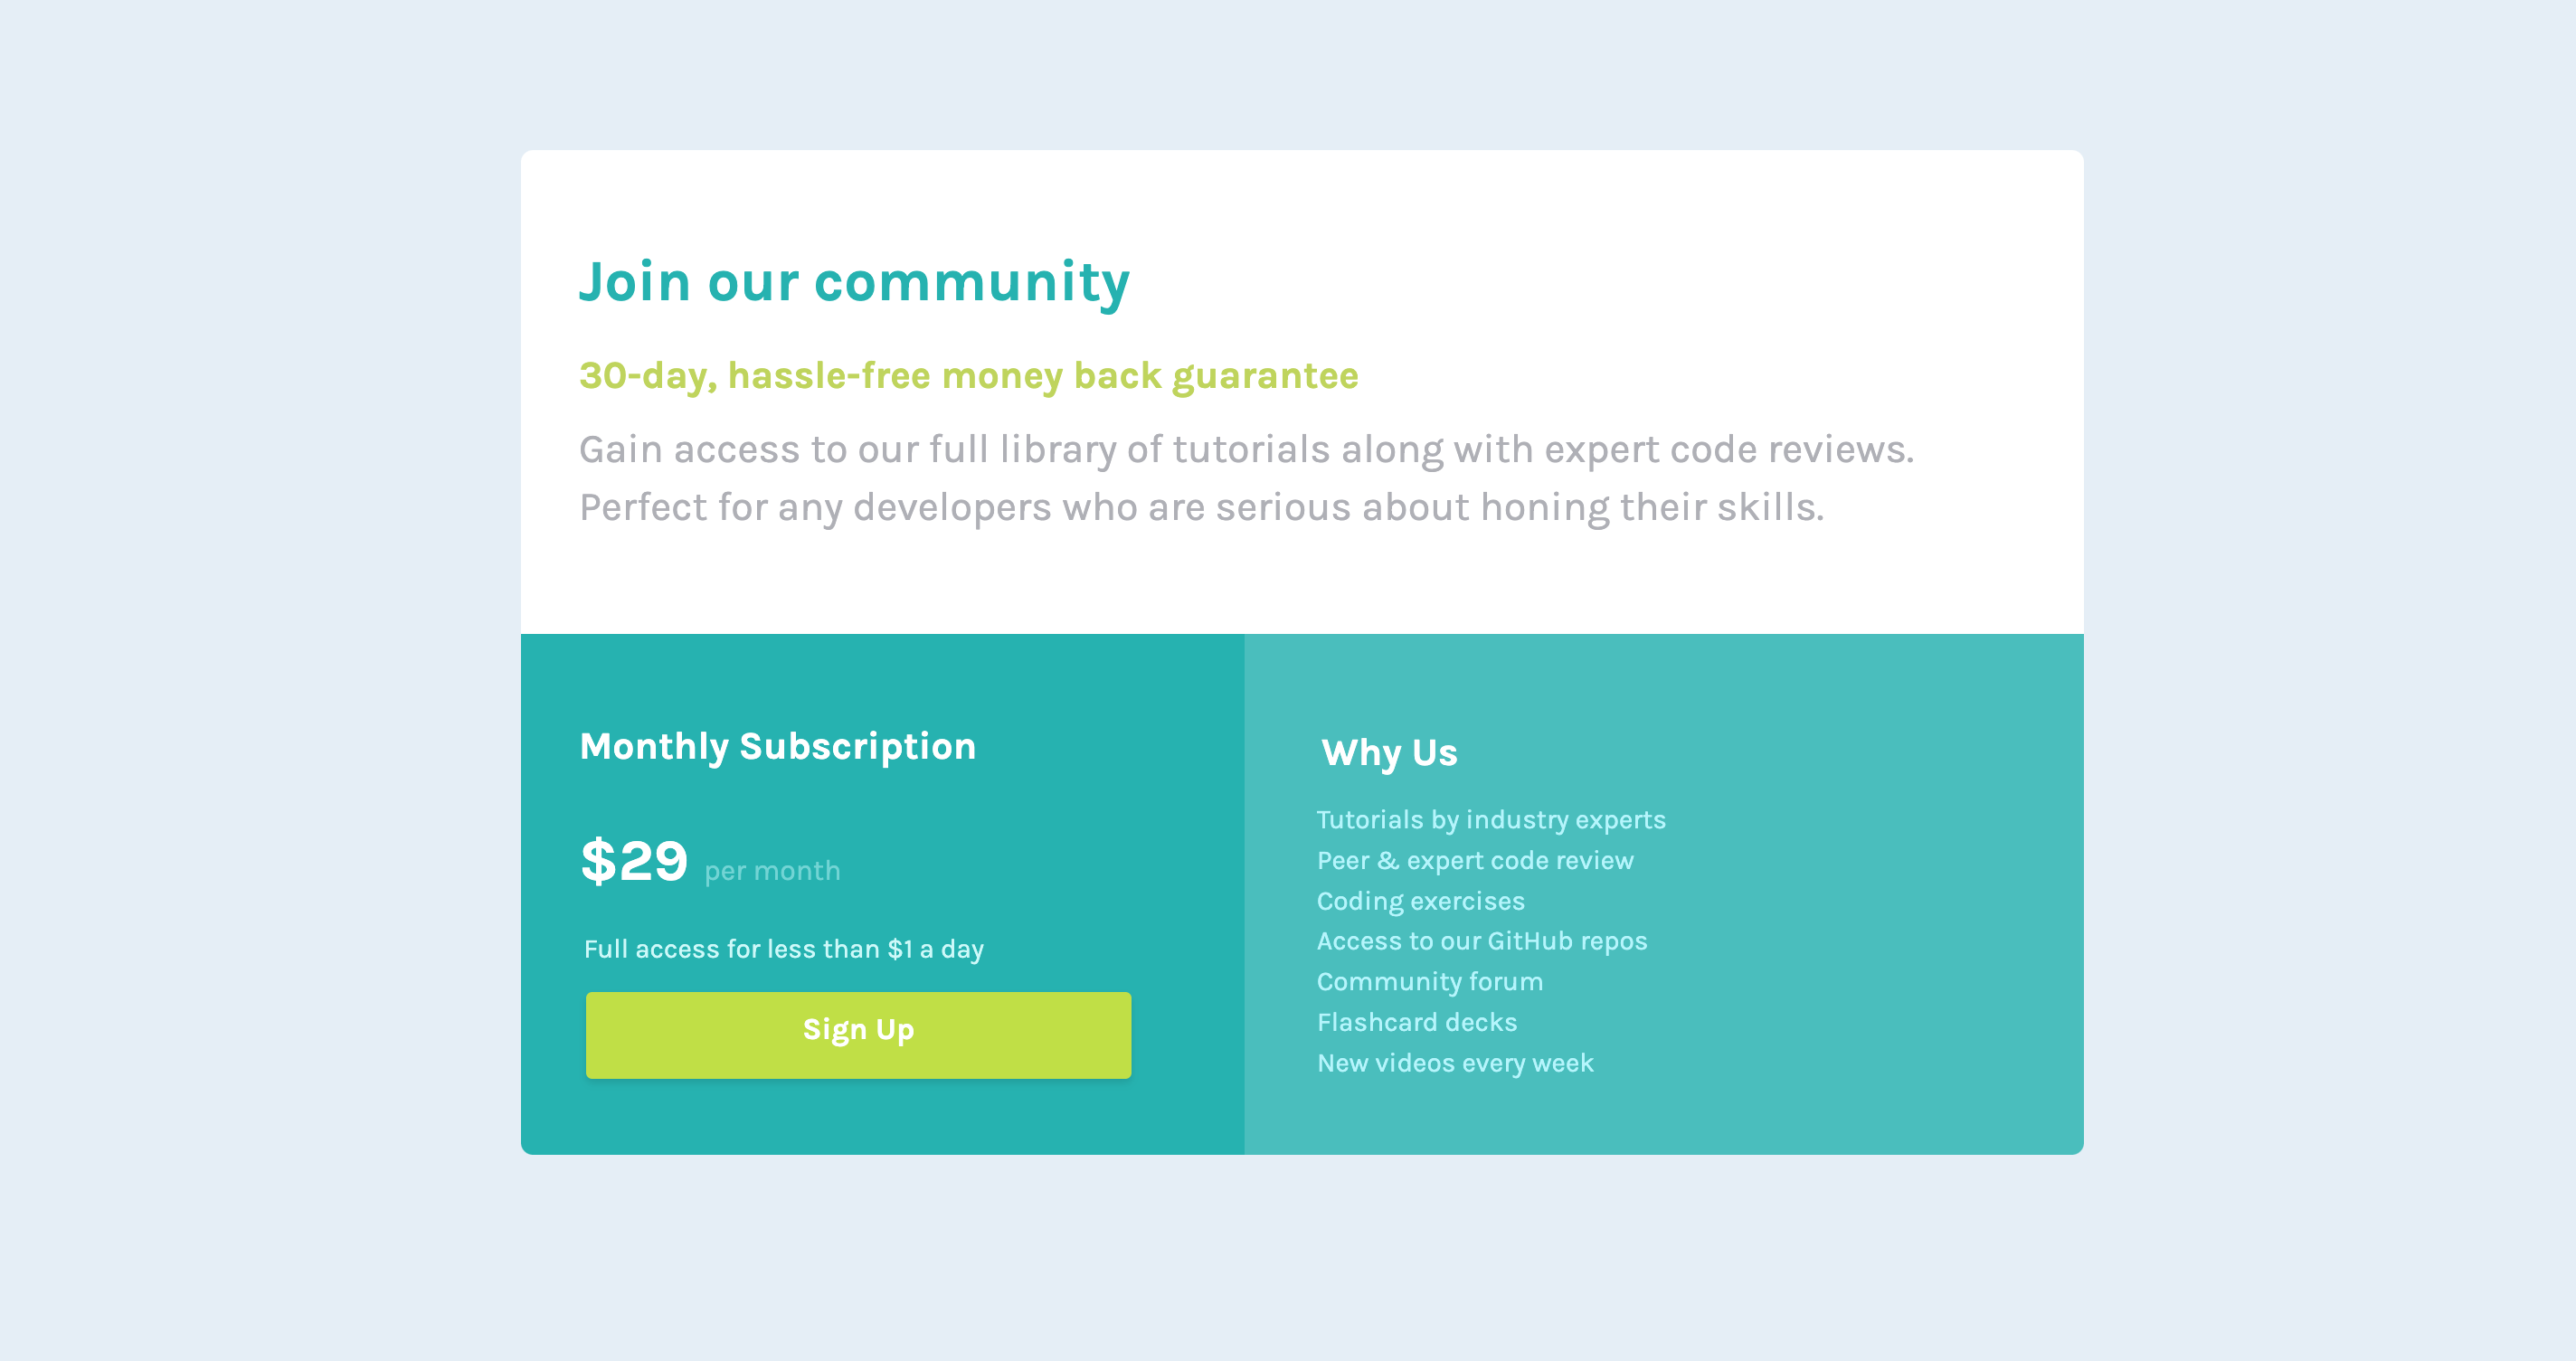 Join our community
30-day, hassle-free money back guarantee
Gain access to our full library of tutorials along with expert code reviews.
Perfect for any developers who are serious about honing their skills.
Monthly Subscription
$29 per month
Full access for less than $1 a day
Sign Up
Why Us
Tutorials by industry experts
Peer & expert code review
Coding exercises
Access to our GitHub repos
Community forum
Flashcard decks
New videos every week